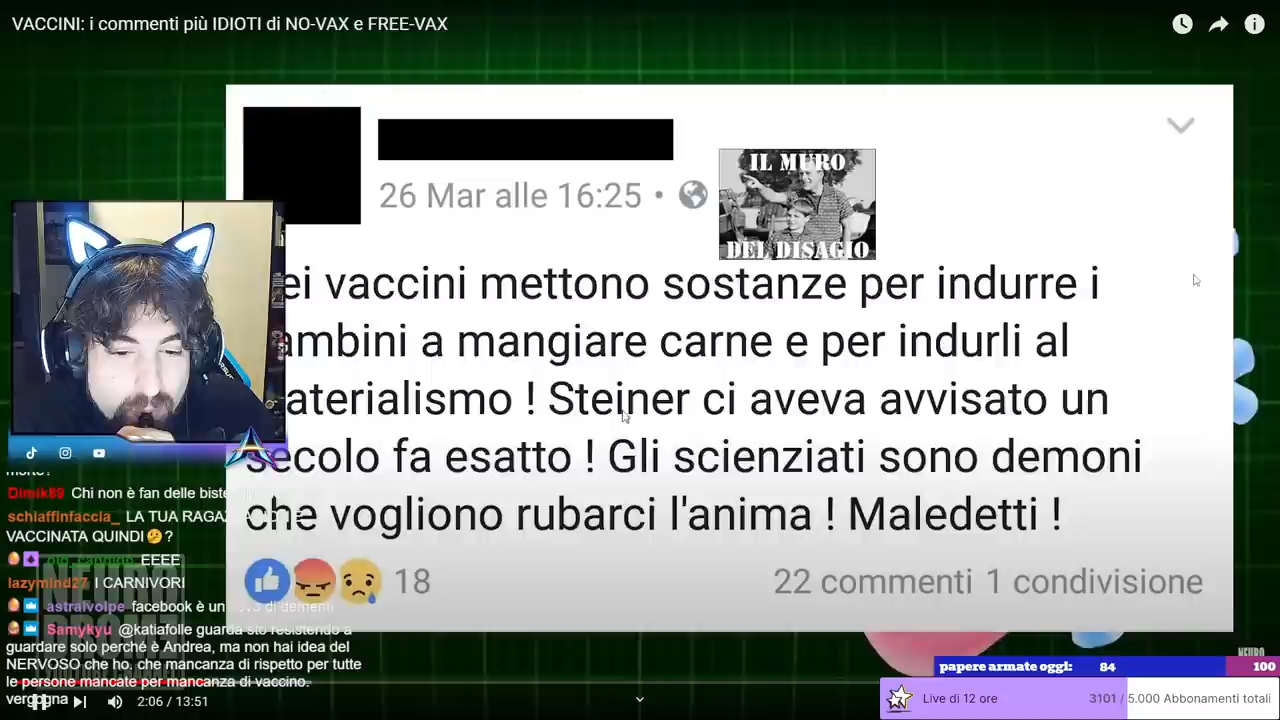 VACCINI: i commenti più IDIOTI di NO-VAX e FREE-VAX
26 Mar alle 16:25 •
IL MURO
DEL DISAGIO
ei vaccini mettono sostanze per indurre i
ambini a mangiare carne e per indurli al
aterialismo ! Steiner ci aveva avvisato un
secolo fa esatto ! Gli scienziati sono demoni
che vogliono rubarci l'anima ! Maledetti !
18
22 commenti 1 condivisione
Dimik89 Chi non è fan delle biste
schiaffinfaccia_ LA TUA
VACCINATA QUINDI🤔?
EEEE
lazymind27 I CARNIVORI
astralvolpe facebook è un di dementi
Samykyu @katiafolle guarda sto resistendo a
guardare solo perché è Andrea, ma non hai idea del
NERVOSO che ho, che mancanza di rispetto per tutte
le persone mancate per mancanza di vaccino.
vergogna
2:06 / 13:51
NEURO
papere armate oggi: 84 100
Live di 12 ore 3101 / 5.000 Abbonamenti totali